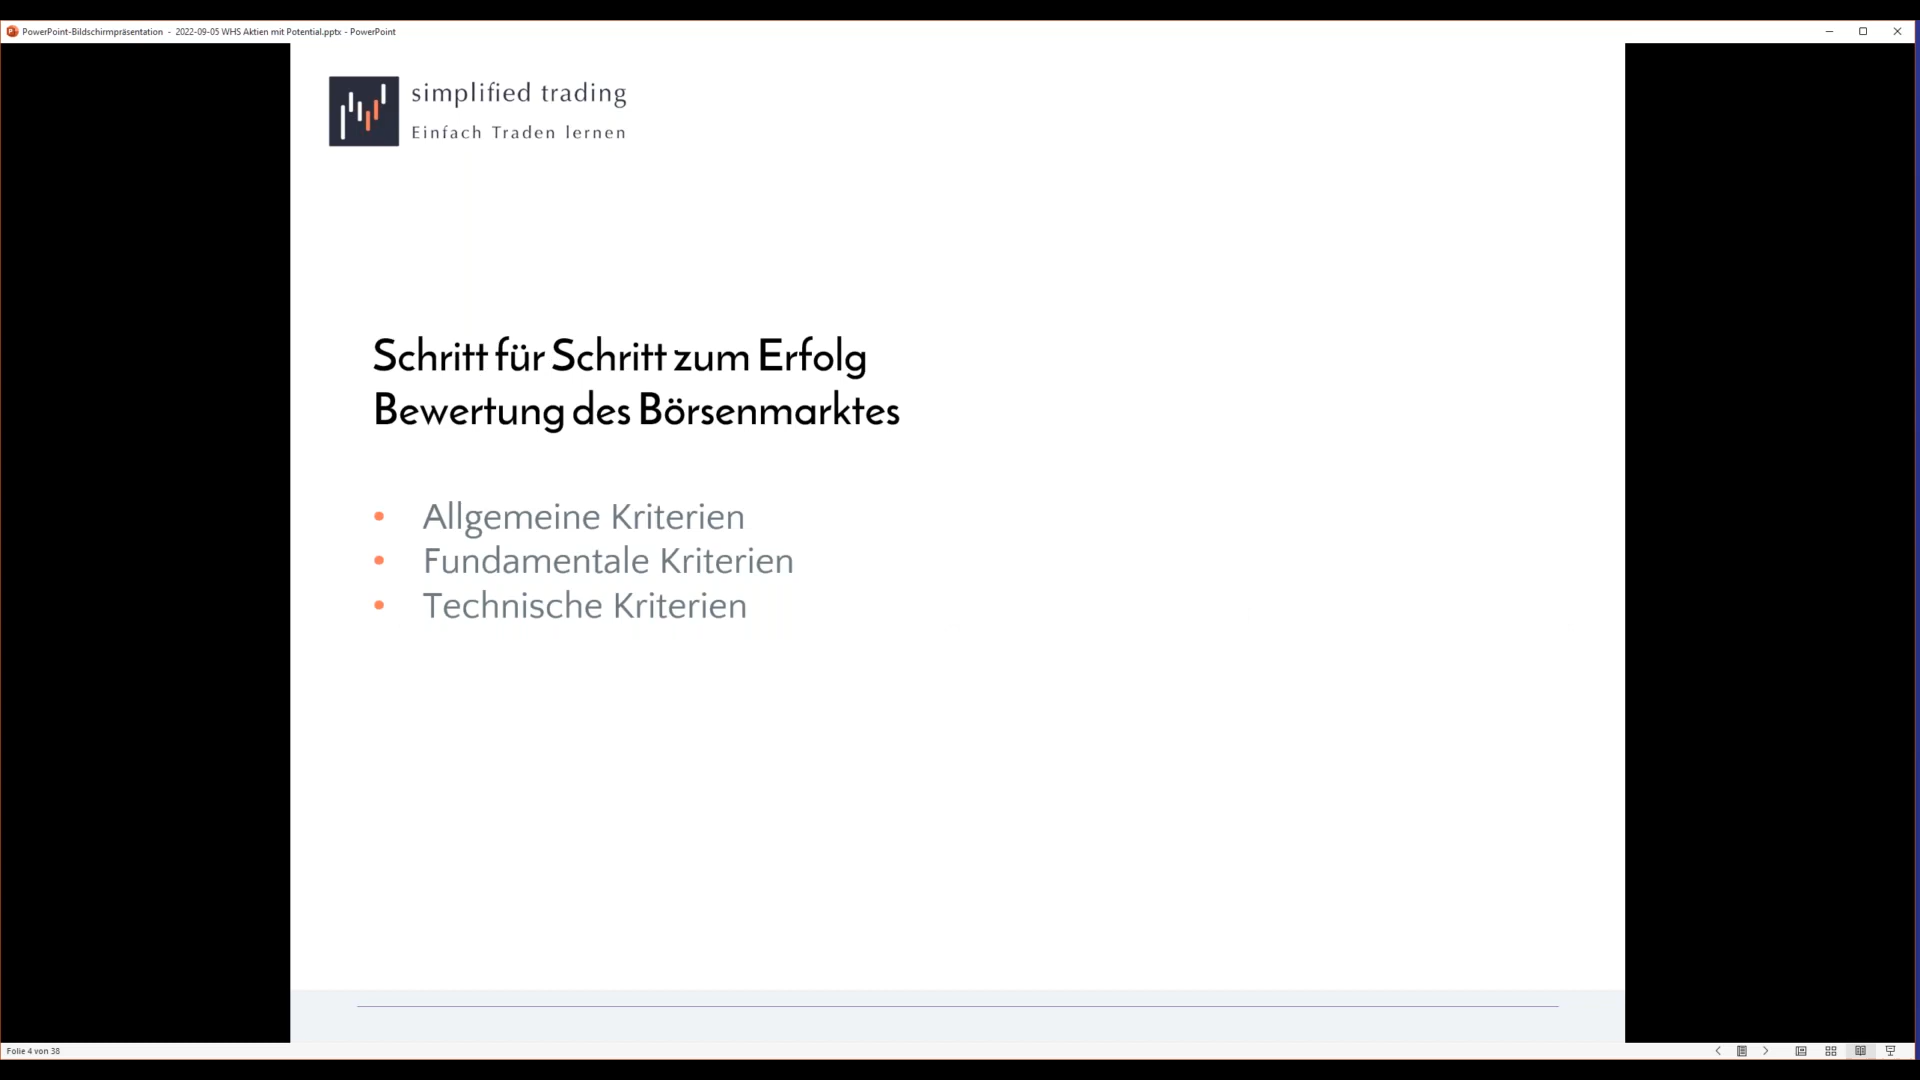 PowerPoint-Bildschirmpräsentation - 2022-09-05 WHS Aktien mit Potential.pptx - PowerPoint
simplified trading
Einfach Traden lernen
Schritt für Schritt zum Erfolg
Bewertung des Börsenmarktes
• Allgemeine Kriterien
• Fundamentale Kriterien
• Technische Kriterien
Folie 4 von 38